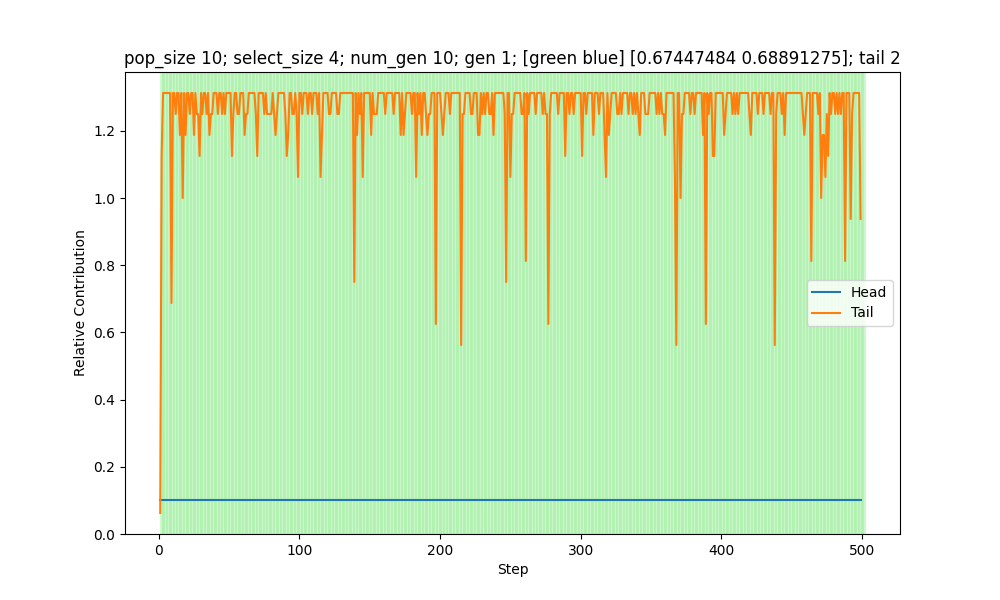 pop_size 10; select_size 4; num_gen 10; gen 1; [green blue] [0.67447484 0.68891275]; tail 2
1.2
1.0
0.8
0.6
0.4
0.2
0.0
Relative Contribution
Head
Tail
0 100 200 300 400 500
Step